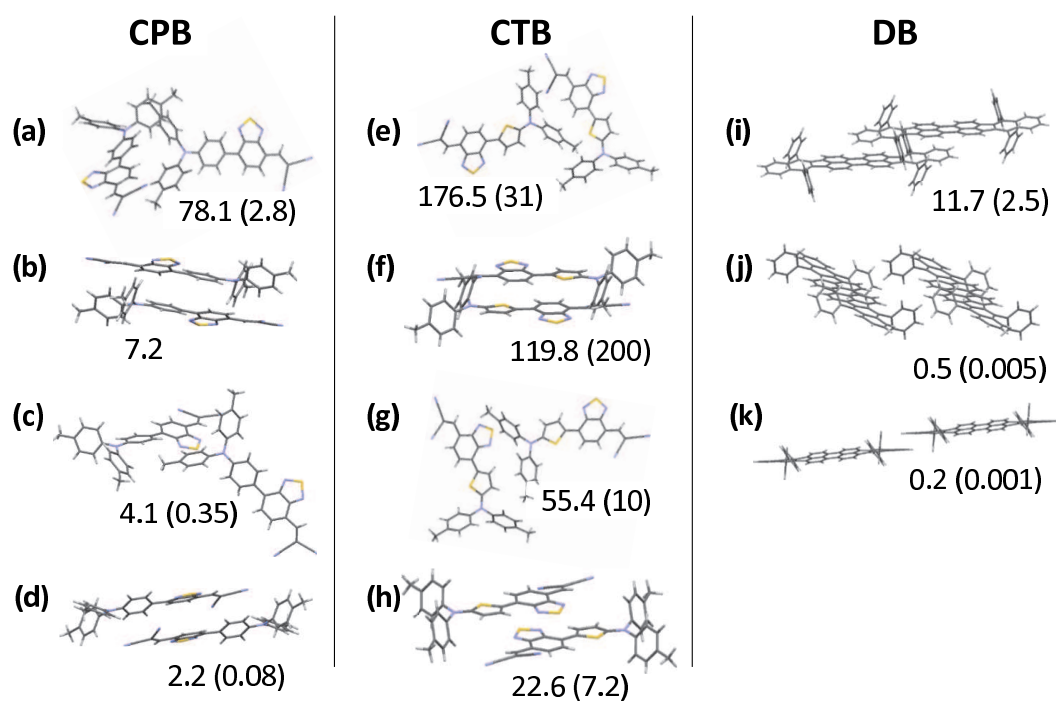 CPB
(a)
78.1 (2.8)
(b)
7.2
(c)
4.1 (0.35)
(d)
2.2 (0.08)
CTB
(e)
176.5 (31)
(f)
119.8 (200)
(g)
55.4 (10)
(h)
22.6 (7.2)
DB
(i)
11.7 (2.5)
(j)
0.5 (0.005)
(k)
0.2 (0.001)